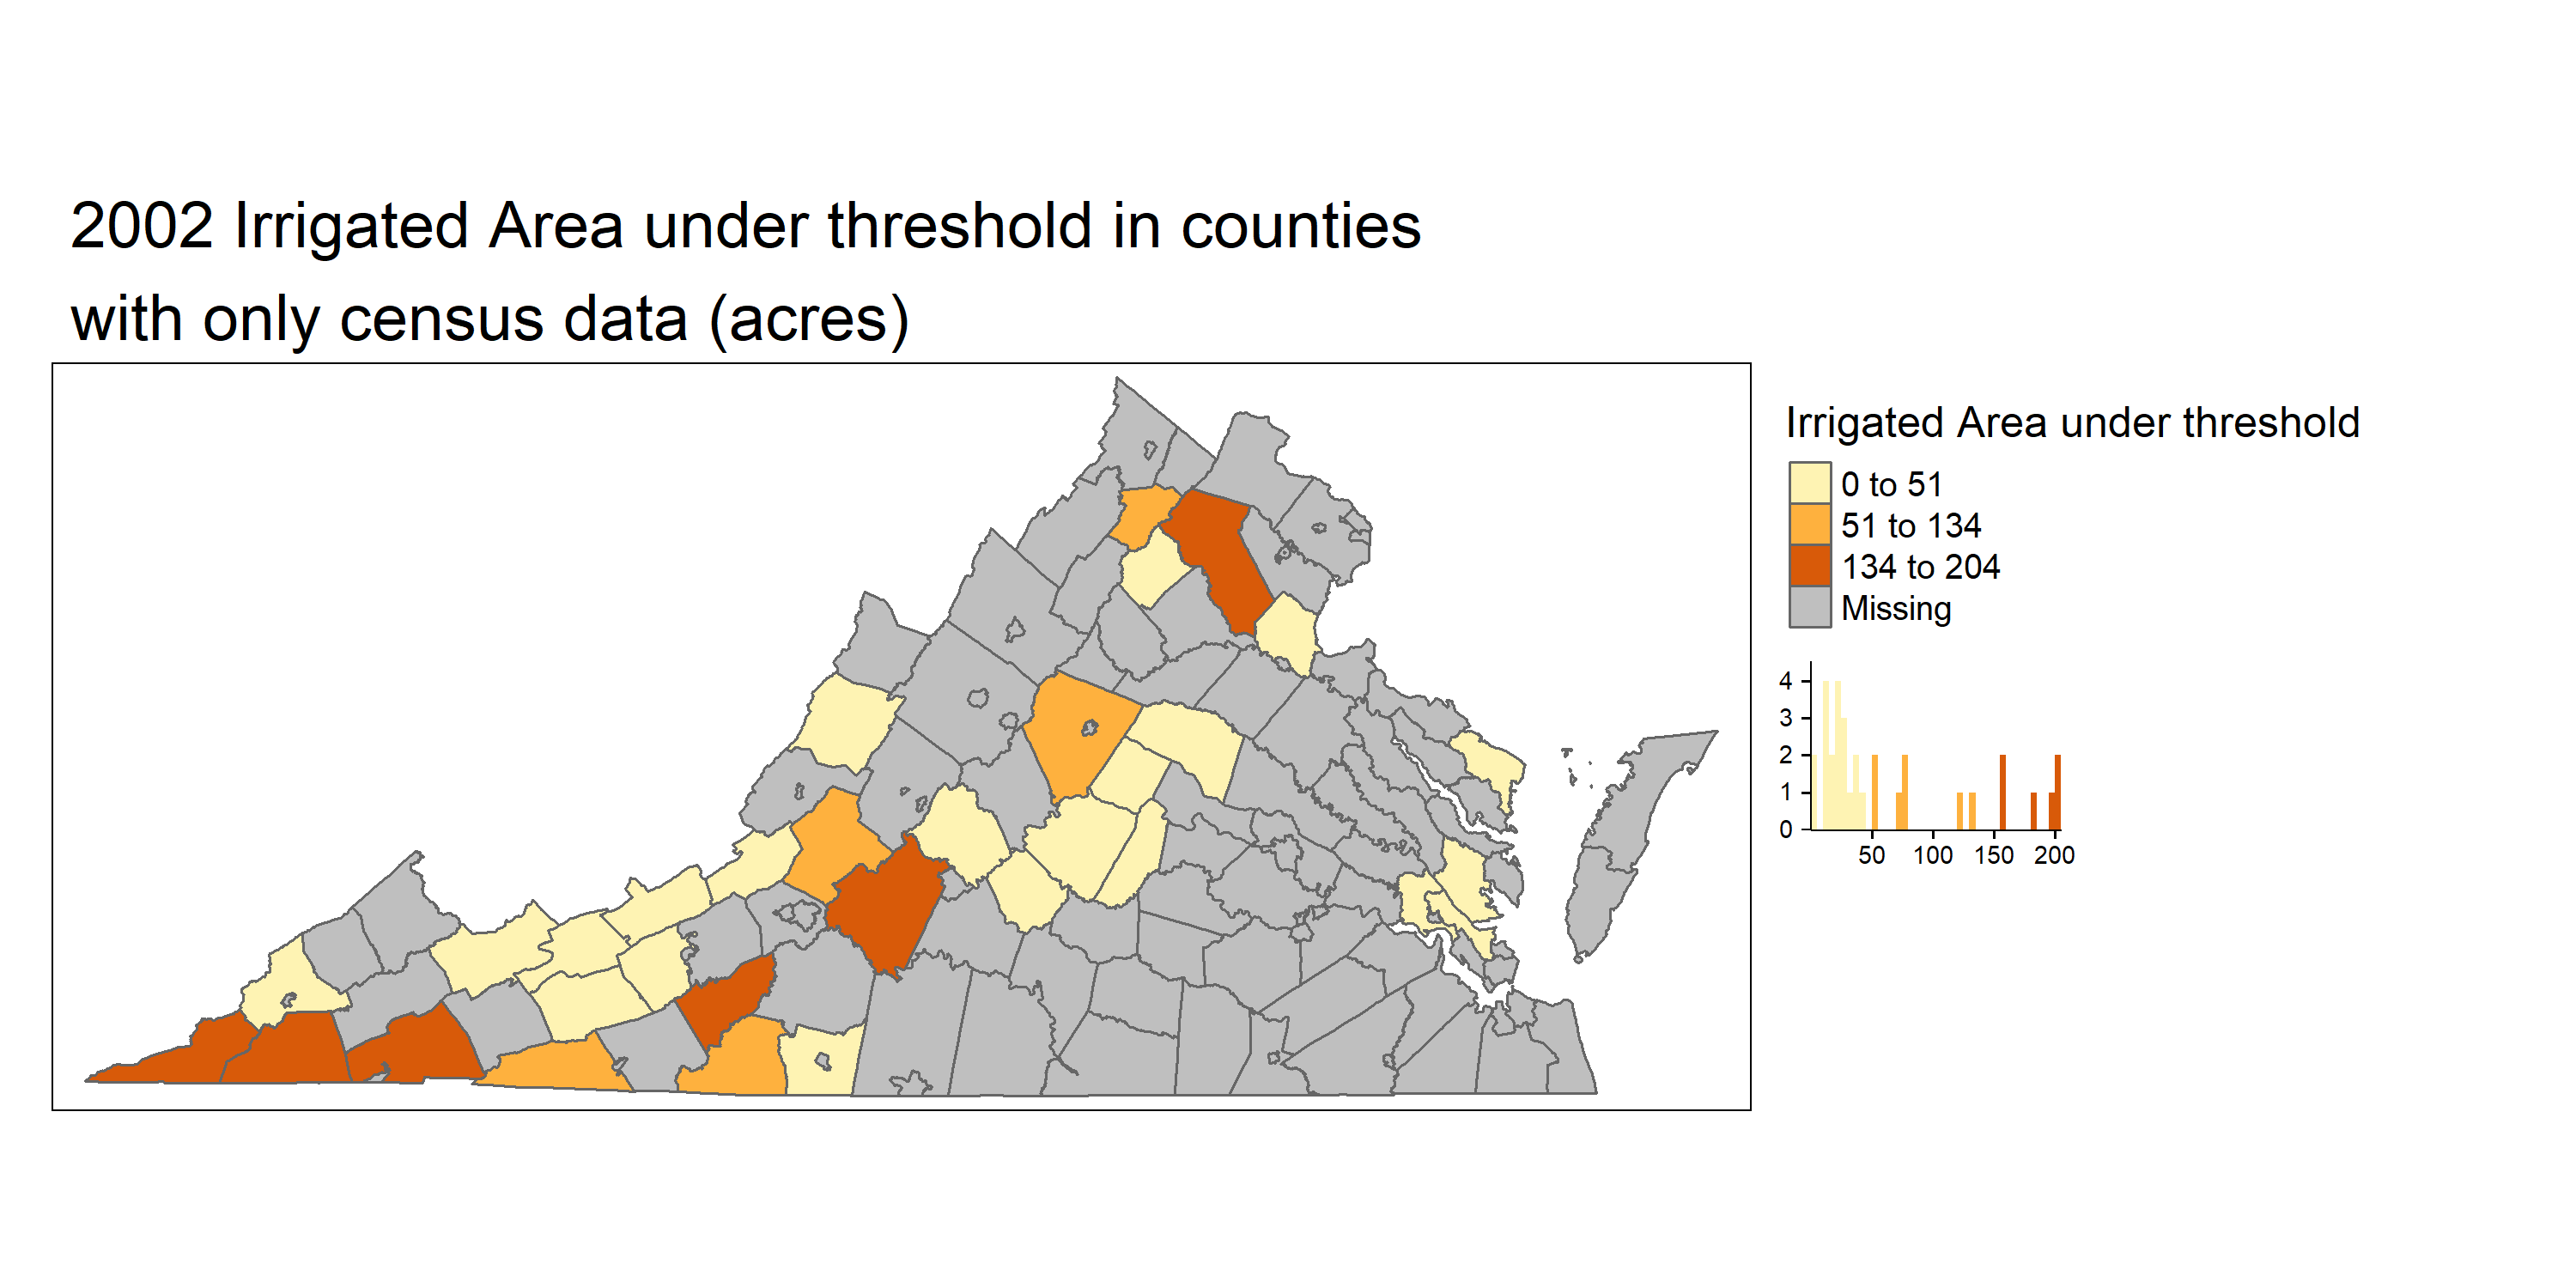 2002 Irrigated Area under threshold in counties
with only census data (acres)
Irrigated Area under threshold
0 to 51
51 to 134
134 to 204
Missing
4
3
2
1
0
50 100 150 200